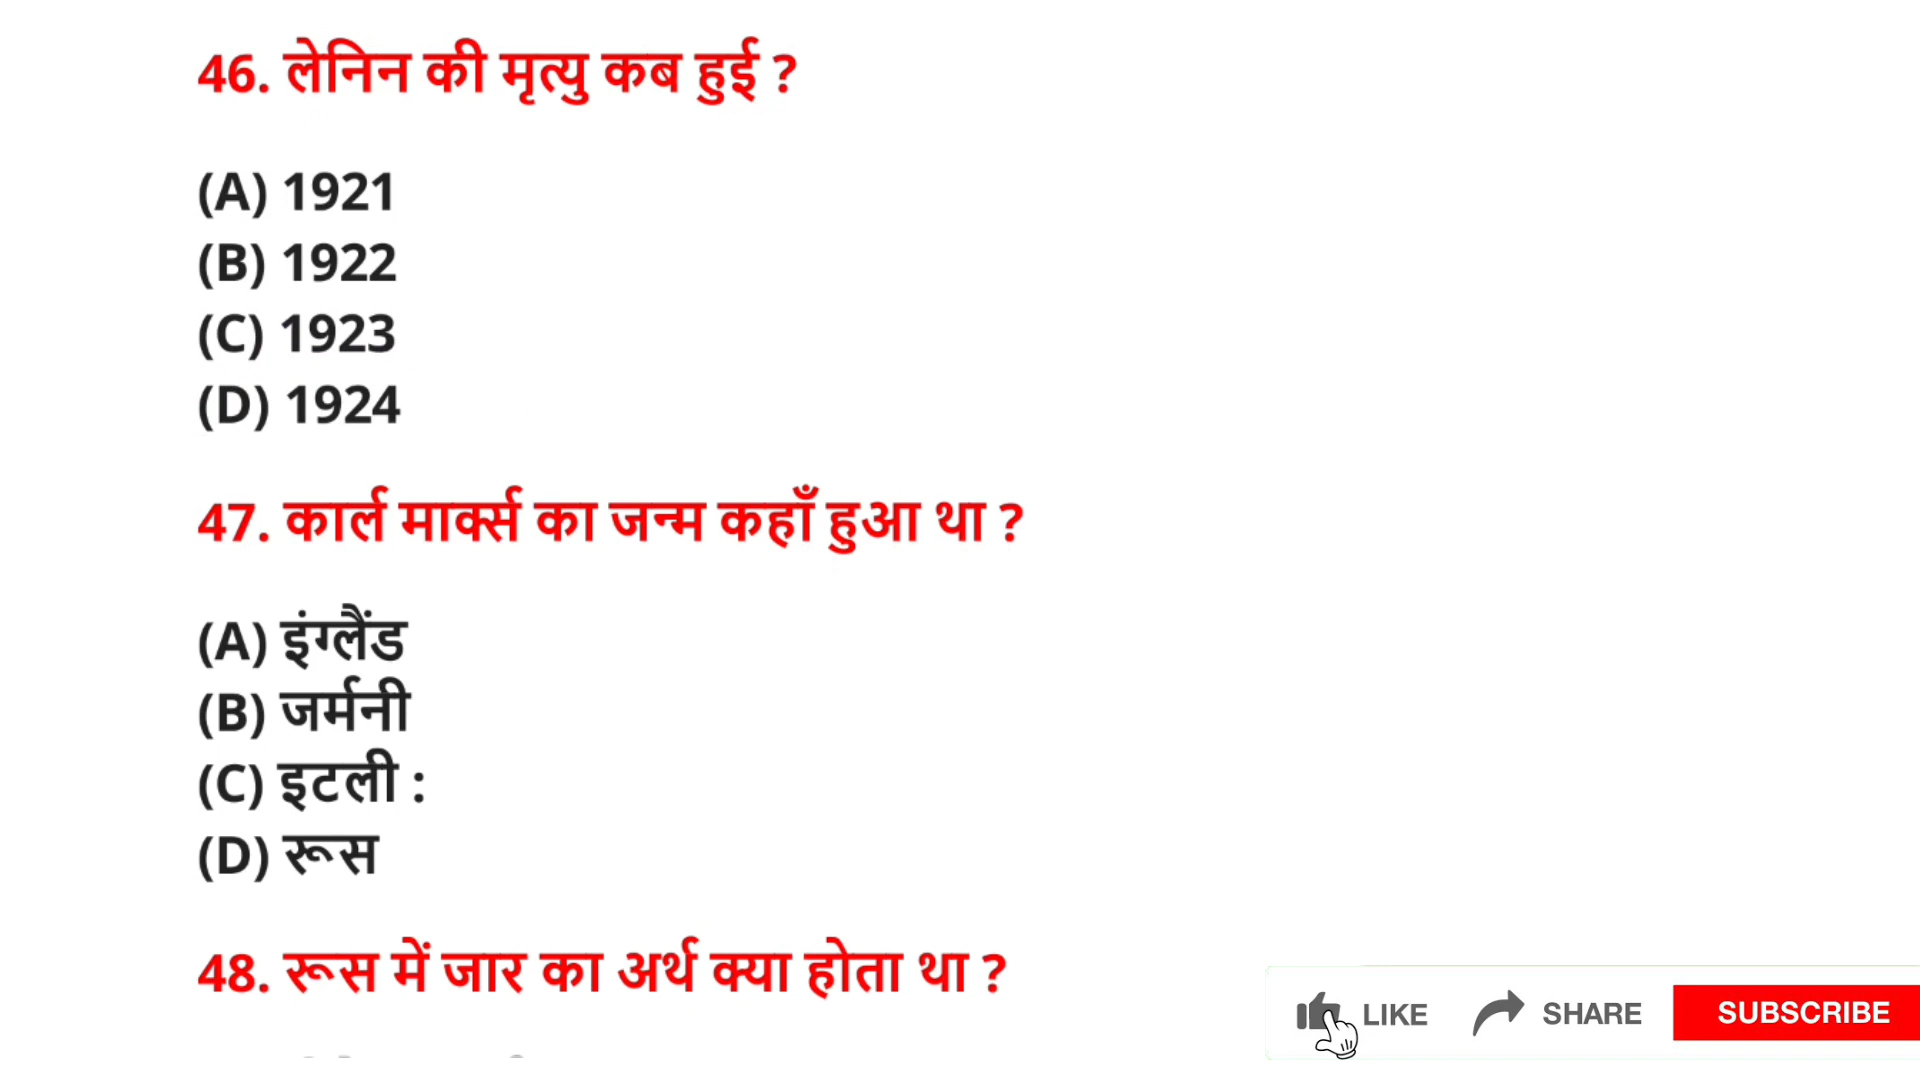 46. लेनिन की मृत्यु कब हुई ?
(A) 1921
(B) 1922
(C) 1923
(D) 1924
47. कार्ल मार्क्स का जन्म कहाँ हुआ था ?
(A) इंग्लैंड
(B) जर्मनी
(C) इटली :
(D) रूस
48. रूस में जार का अर्थ क्या होता था ?
LIKE SHARE SUBSCRIBE